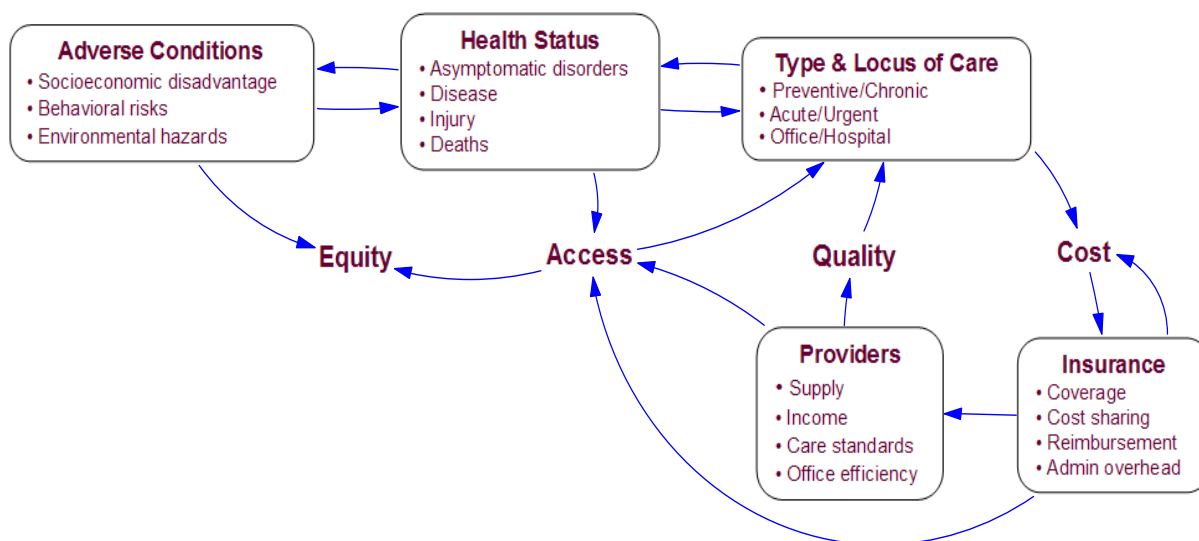 Adverse Conditions
• Socioeconomic disadvantage
• Behavioral risks
• Environmental hazards
Health Status
• Asymptomatic disorders
• Disease
• Injury
• Deaths
Type & Locus of Care
• Preventive/Chronic
• Acute/Urgent
• Office/Hospital
Equity
Access
Quality
Cost
Providers
• Supply
• Income
• Care standards
• Office efficiency
Insurance
• Coverage
• Cost sharing
• Reimbursement
• Admin overhead